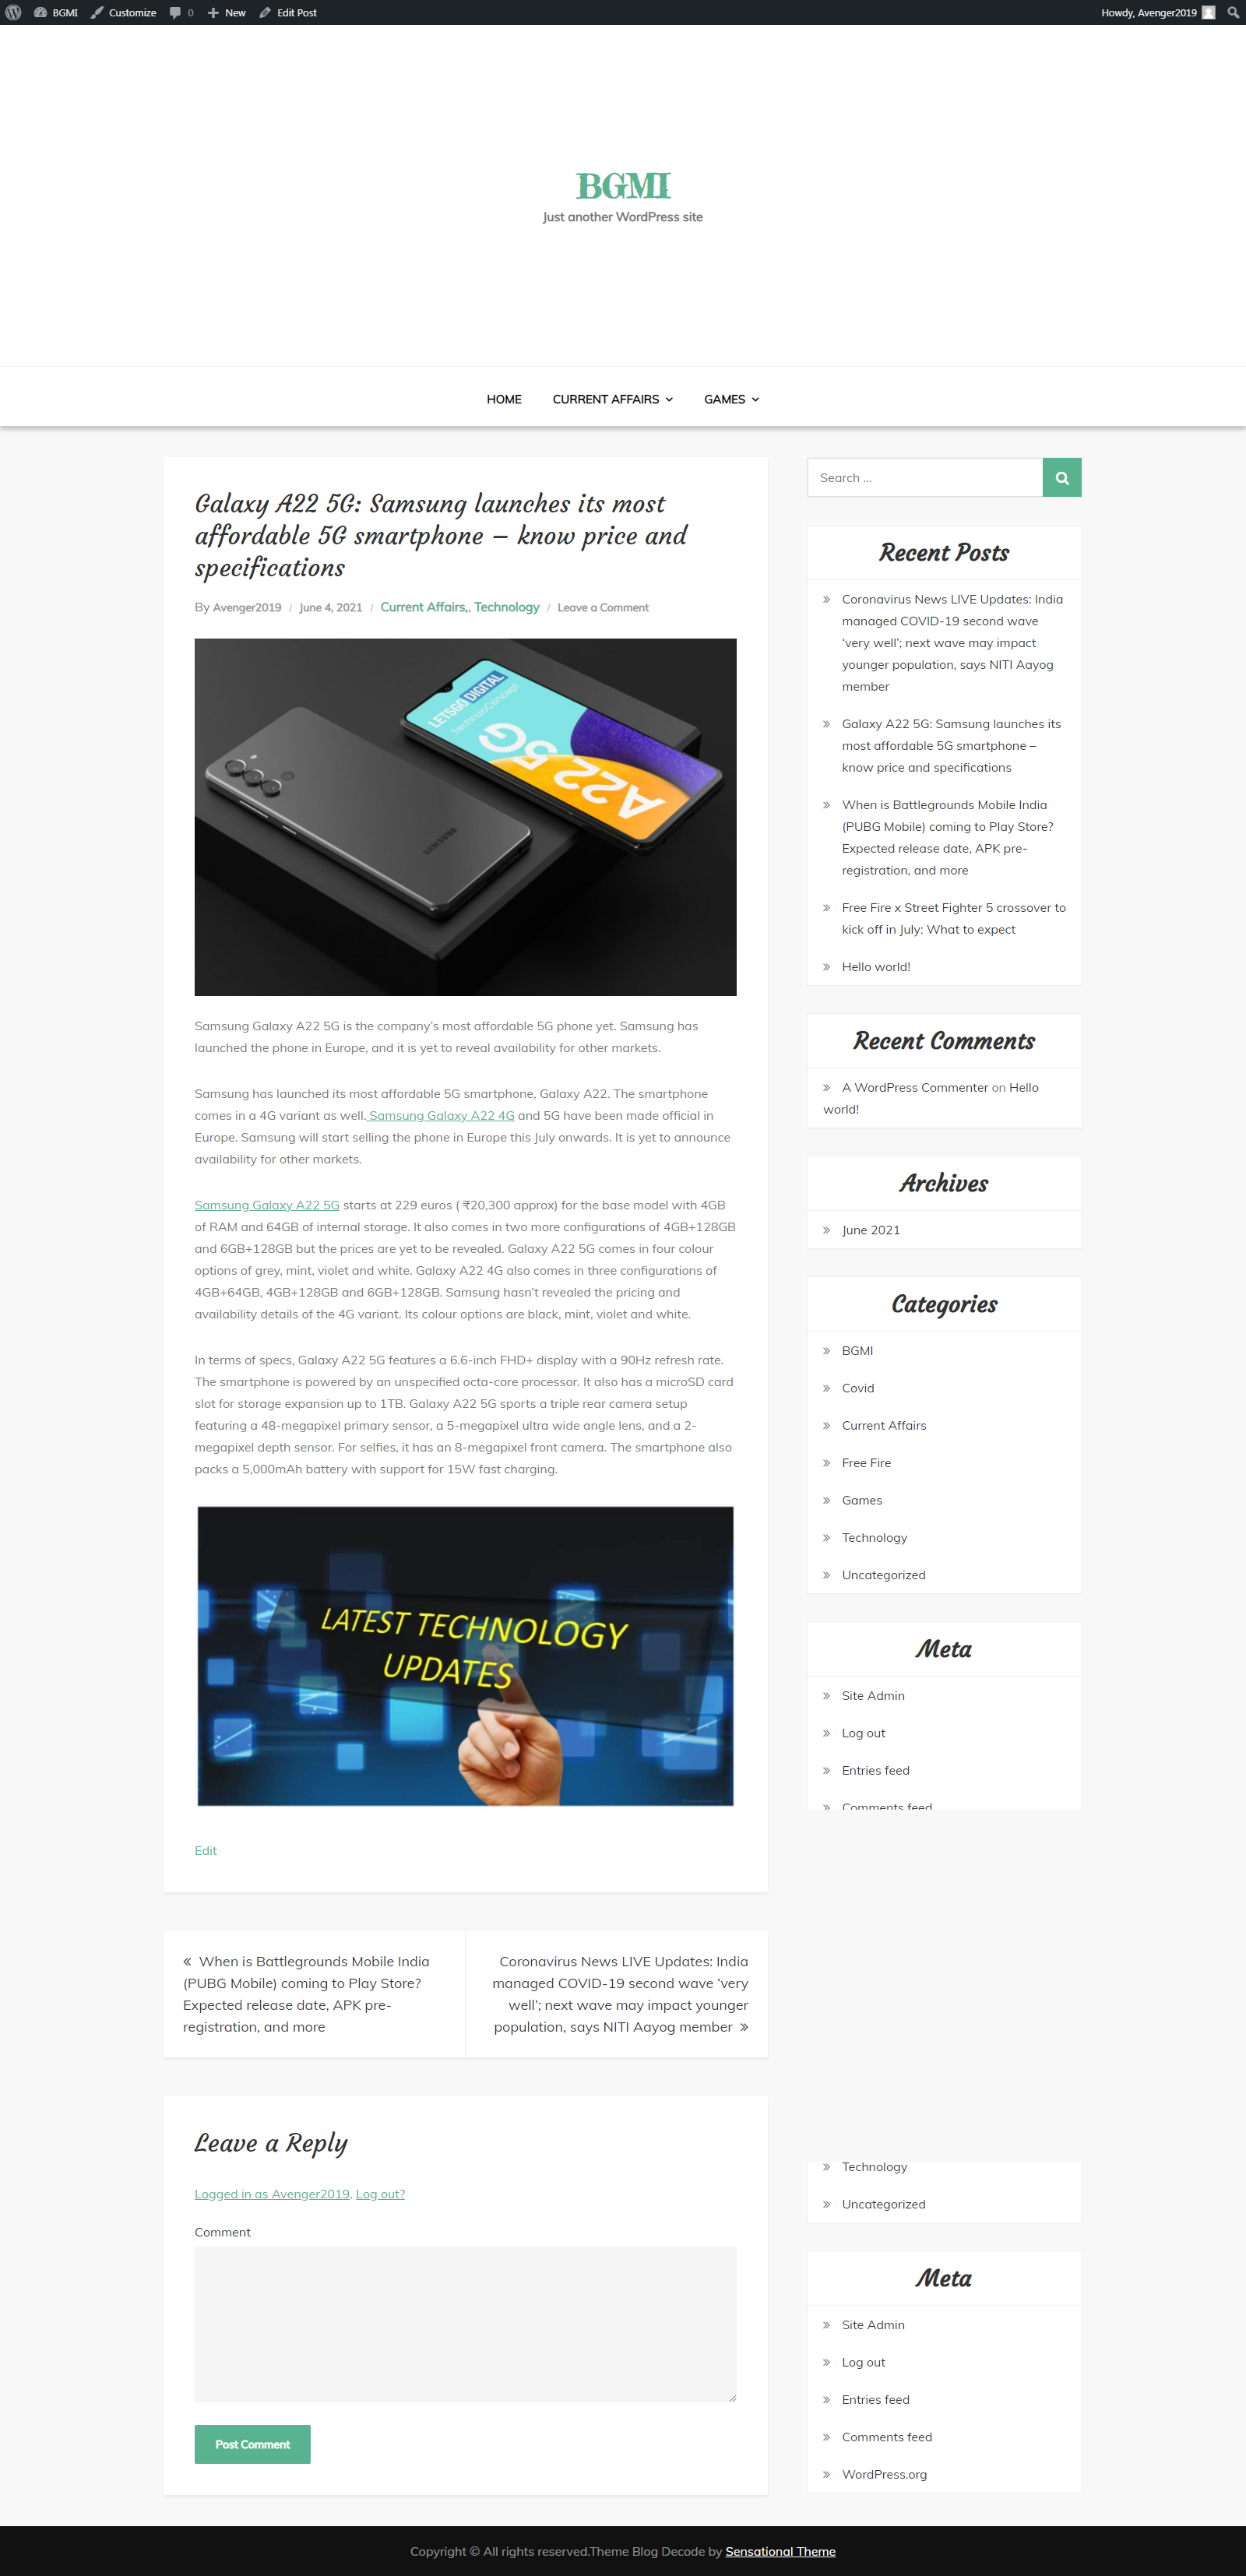 BGMI
Customize
0
New
Edit Post
Howdy, Avenger2019
BGMI
Just another WordPress site
HOME
CURRENT AFFAIRS
GAMES
Galaxy A22 5G: Samsung launches its most
affordable 5G smartphone – know price and
specifications
By Avenger2019 / June 4, 2021 / Current Affairs,, Technology / Leave a Comment
LETSGO DIGITAL
TechnizoConcept
A22 5G
SAMSUNG
Samsung Galaxy A22 5G is the company's most affordable 5G phone yet. Samsung has
launched the phone in Europe, and it is yet to reveal availability for other markets.
Samsung has launched its most affordable 5G smartphone, Galaxy A22. The smartphone
comes in a 4G variant as well. Samsung Galaxy A22 4G and 5G have been made official in
Europe. Samsung will start selling the phone in Europe this July onwards. It is yet to announce
availability for other markets.
Samsung Galaxy A22 5G starts at 229 euros ( ₹20,300 approx) for the base model with 4GB
of RAM and 64GB of internal storage. It also comes in two more configurations of 4GB+128GB
and 6GB+128GB but the prices are yet to be revealed. Galaxy A22 5G comes in four colour
options of grey, mint, violet and white. Galaxy A22 4G also comes in three configurations of
4GB+64GB, 4GB+128GB and 6GB+128GB. Samsung hasn't revealed the pricing and
availability details of the 4G variant. Its colour options are black, mint, violet and white.
In terms of specs, Galaxy A22 5G features a 6.6-inch FHD+ display with a 90Hz refresh rate.
The smartphone is powered by an unspecified octa-core processor. It also has a microSD card
slot for storage expansion up to 1TB. Galaxy A22 5G sports a triple rear camera setup
featuring a 48-megapixel primary sensor, a 5-megapixel ultra wide angle lens, and a 2-
megapixel depth sensor. For selfies, it has an 8-megapixel front camera. The smartphone also
packs a 5,000mAh battery with support for 15W fast charging.
LATEST TECHNOLOGY
UPDATES
Edit
« When is Battlegrounds Mobile India
(PUBG Mobile) coming to Play Store?
Expected release date, APK pre-
registration, and more
Coronavirus News LIVE Updates: India
managed COVID-19 second wave ‘very
well’; next wave may impact younger
population, says NITI Aayog member »
Leave a Reply
Logged in as Avenger2019. Log out?
Comment
Post Comment
Search ...
Recent Posts
» Coronavirus News LIVE Updates: India
managed COVID-19 second wave
‘very well’; next wave may impact
younger population, says NITI Aayog
member
» Galaxy A22 5G: Samsung launches its
most affordable 5G smartphone –
know price and specifications
» When is Battlegrounds Mobile India
(PUBG Mobile) coming to Play Store?
Expected release date, APK pre-
registration, and more
» Free Fire x Street Fighter 5 crossover to
kick off in July: What to expect
» Hello world!
Recent Comments
» A WordPress Commenter on Hello
world!
Archives
» June 2021
Categories
» BGMI
» Covid
» Current Affairs
» Free Fire
» Games
» Technology
» Uncategorized
Meta
» Site Admin
» Log out
» Entries feed
» Comments feed
» Technology
» Uncategorized
Meta
» Site Admin
» Log out
» Entries feed
» Comments feed
» WordPress.org
Copyright © All rights reserved.Theme Blog Decode by Sensational Theme